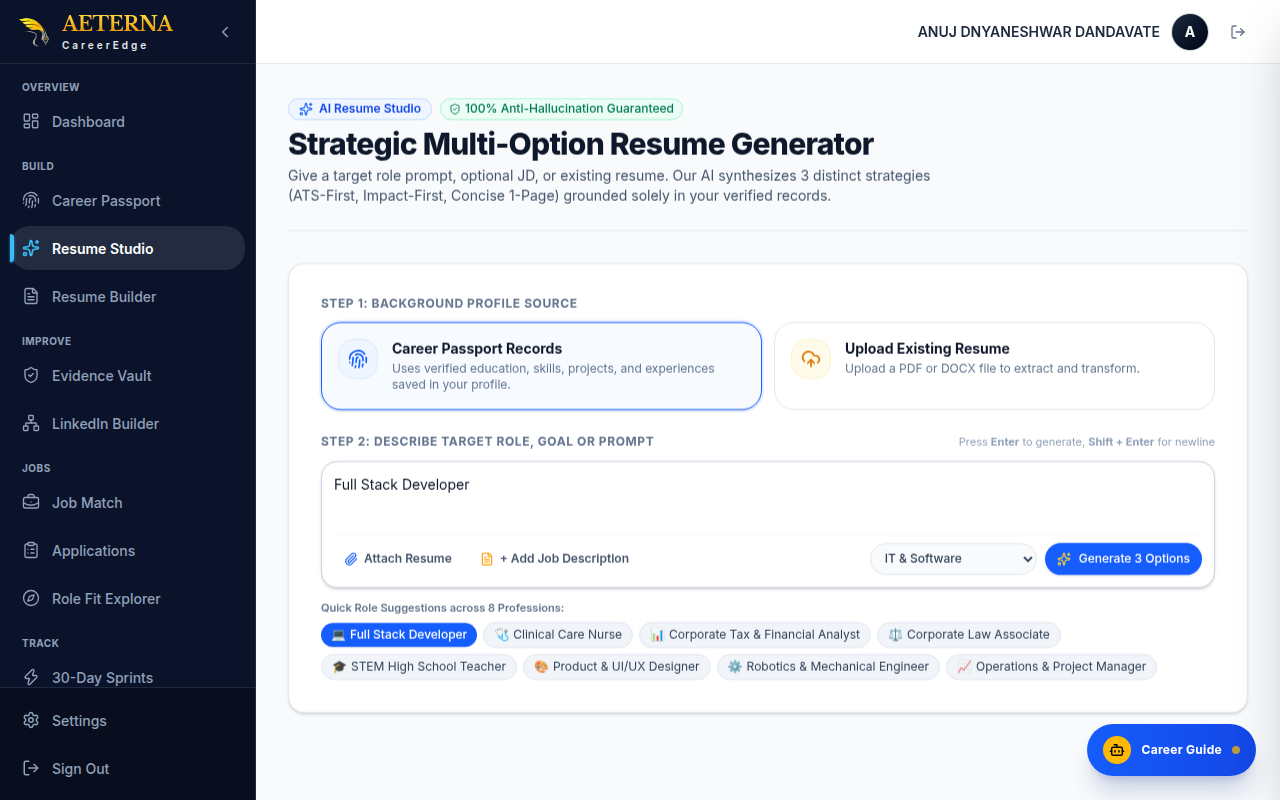 AETERNA
CareerEdge
ANUJ DNYANESHWAR DANDAVATE
A
OVERVIEW
Dashboard
BUILD
Career Passport
Resume Studio
Resume Builder
IMPROVE
Evidence Vault
LinkedIn Builder
JOBS
Job Match
Applications
Role Fit Explorer
TRACK
30-Day Sprints
Settings
Sign Out
AI Resume Studio
100% Anti-Hallucination Guaranteed
Strategic Multi-Option Resume Generator
Give a target role prompt, optional JD, or existing resume. Our AI synthesizes 3 distinct strategies
(ATS-First, Impact-First, Concise 1-Page) grounded solely in your verified records.
STEP 1: BACKGROUND PROFILE SOURCE
Career Passport Records
Uses verified education, skills, projects, and experiences
saved in your profile.
Upload Existing Resume
Upload a PDF or DOCX file to extract and transform.
STEP 2: DESCRIBE TARGET ROLE, GOAL OR PROMPT
Press Enter to generate, Shift + Enter for newline
Full Stack Developer
Attach Resume
+ Add Job Description
IT & Software
Generate 3 Options
Quick Role Suggestions across 8 Professions:
💻 Full Stack Developer
🩺 Clinical Care Nurse
📊 Corporate Tax & Financial Analyst
⚖️ Corporate Law Associate
🎓 STEM High School Teacher
🎨 Product & UI/UX Designer
⚙️ Robotics & Mechanical Engineer
📈 Operations & Project Manager
Career Guide